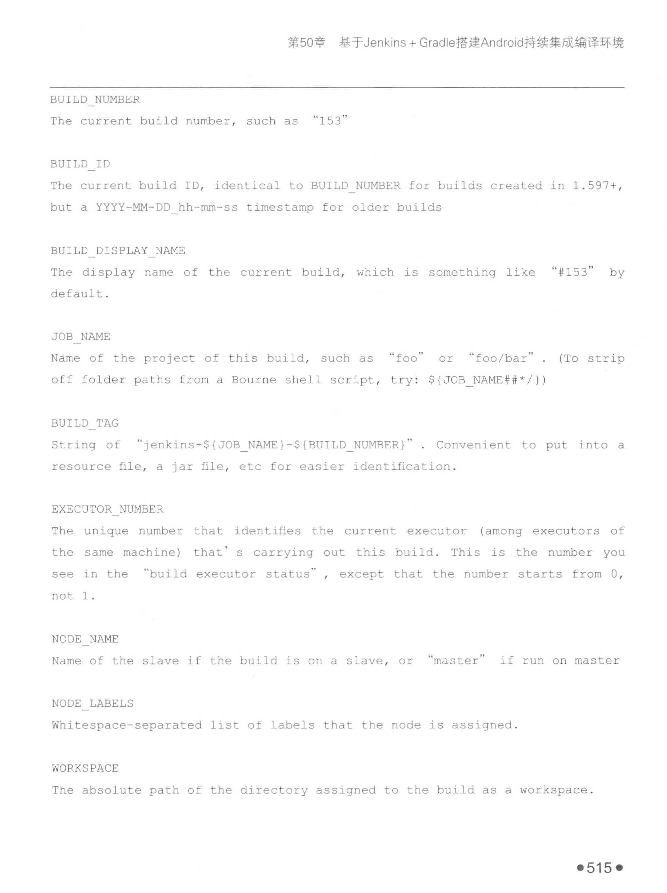 第50章 基于Jenkins + Gradle搭建Android持续集成编译环境
BUILD_NUMBER
The current build number, such as “153”
BUILD_ID
The current build ID, identical to BUILD_NUMBER for builds created in 1.597+,
but a YYYY-MM-DD_hh-mm-ss timestamp for older builds
BUILD_DISPLAY_NAME
The display name of the current build, which is something like “#153” by
default.
JOB_NAME
Name of the project of this build, such as “foo” or “foo/bar”. (To strip
off folder paths from a Bourne shell script, try: ${JOB_NAME##*/})
BUILD_TAG
String of “jenkins-${JOB_NAME}-${BUILD_NUMBER}”. Convenient to put into a
resource file, a jar file, etc for easier identification.
EXECUTOR_NUMBER
The unique number that identifies the current executor (among executors of
the same machine) that’s carrying out this build. This is the number you
see in the “build executor status”, except that the number starts from 0,
not 1.
NODE_NAME
Name of the slave if the build is on a slave, or “master” if run on master
NODE_LABELS
Whitespace-separated list of labels that the node is assigned.
WORKSPACE
The absolute path of the directory assigned to the build as a workspace.
●515●